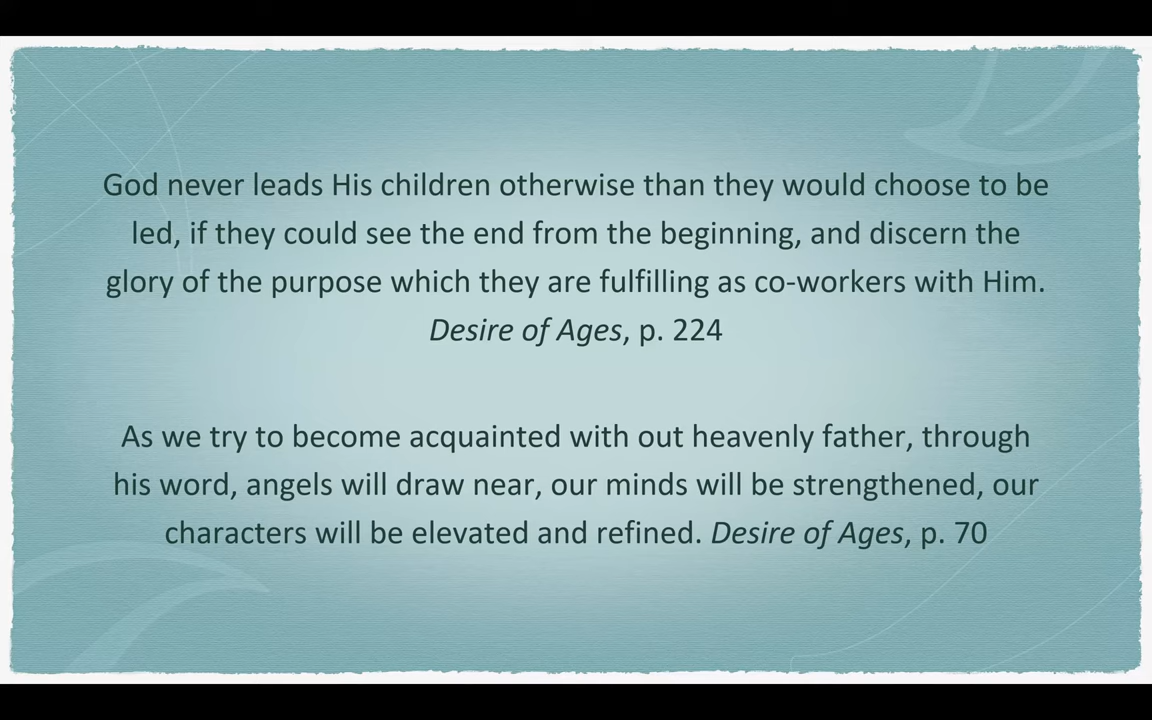 God never leads His children otherwise than they would choose to be
led, if they could see the end from the beginning, and discern the
glory of the purpose which they are fulfilling as co-workers with Him.
Desire of Ages, p. 224
As we try to become acquainted with out heavenly father, through
his word, angels will draw near, our minds will be strengthened, our
characters will be elevated and refined. Desire of Ages, p. 70